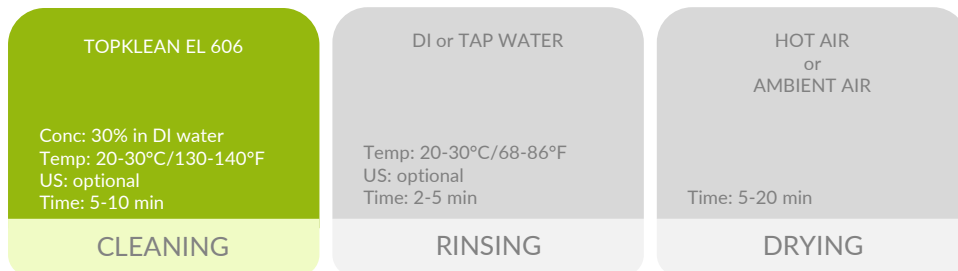 TOPKLEAN EL 606
Conc: 30% in DI water
Temp: 20-30°C/130-140°F
US: optional
Time: 5-10 min
CLEANING
DI or TAP WATER
Temp: 20-30°C/68-86°F
US: optional
Time: 2-5 min
RINSING
HOT AIR
or
AMBIENT AIR
Time: 5-20 min
DRYING